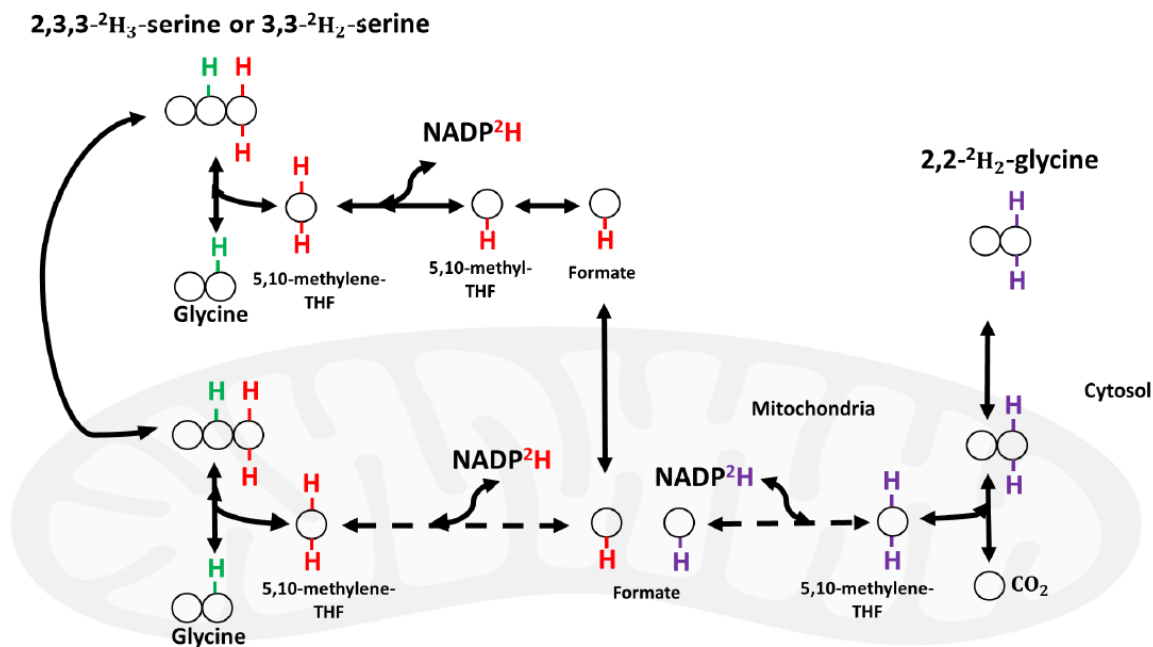 2,3,3-²H₃-serine or 3,3-²H₂-serine
H H
H
NADP²H
H
H
H
5,10-methylene-
THF
H
5,10-methyl-
THF
H
Formate
H
Glycine
2,2-²H₂-glycine
H
H
Mitochondria
Cytosol
H H
H
NADP²H
H
H
5,10-methylene-
THF
H
Glycine
H
H
Formate
NADP²H
H
H
5,10-methylene-
THF
H
H
CO₂